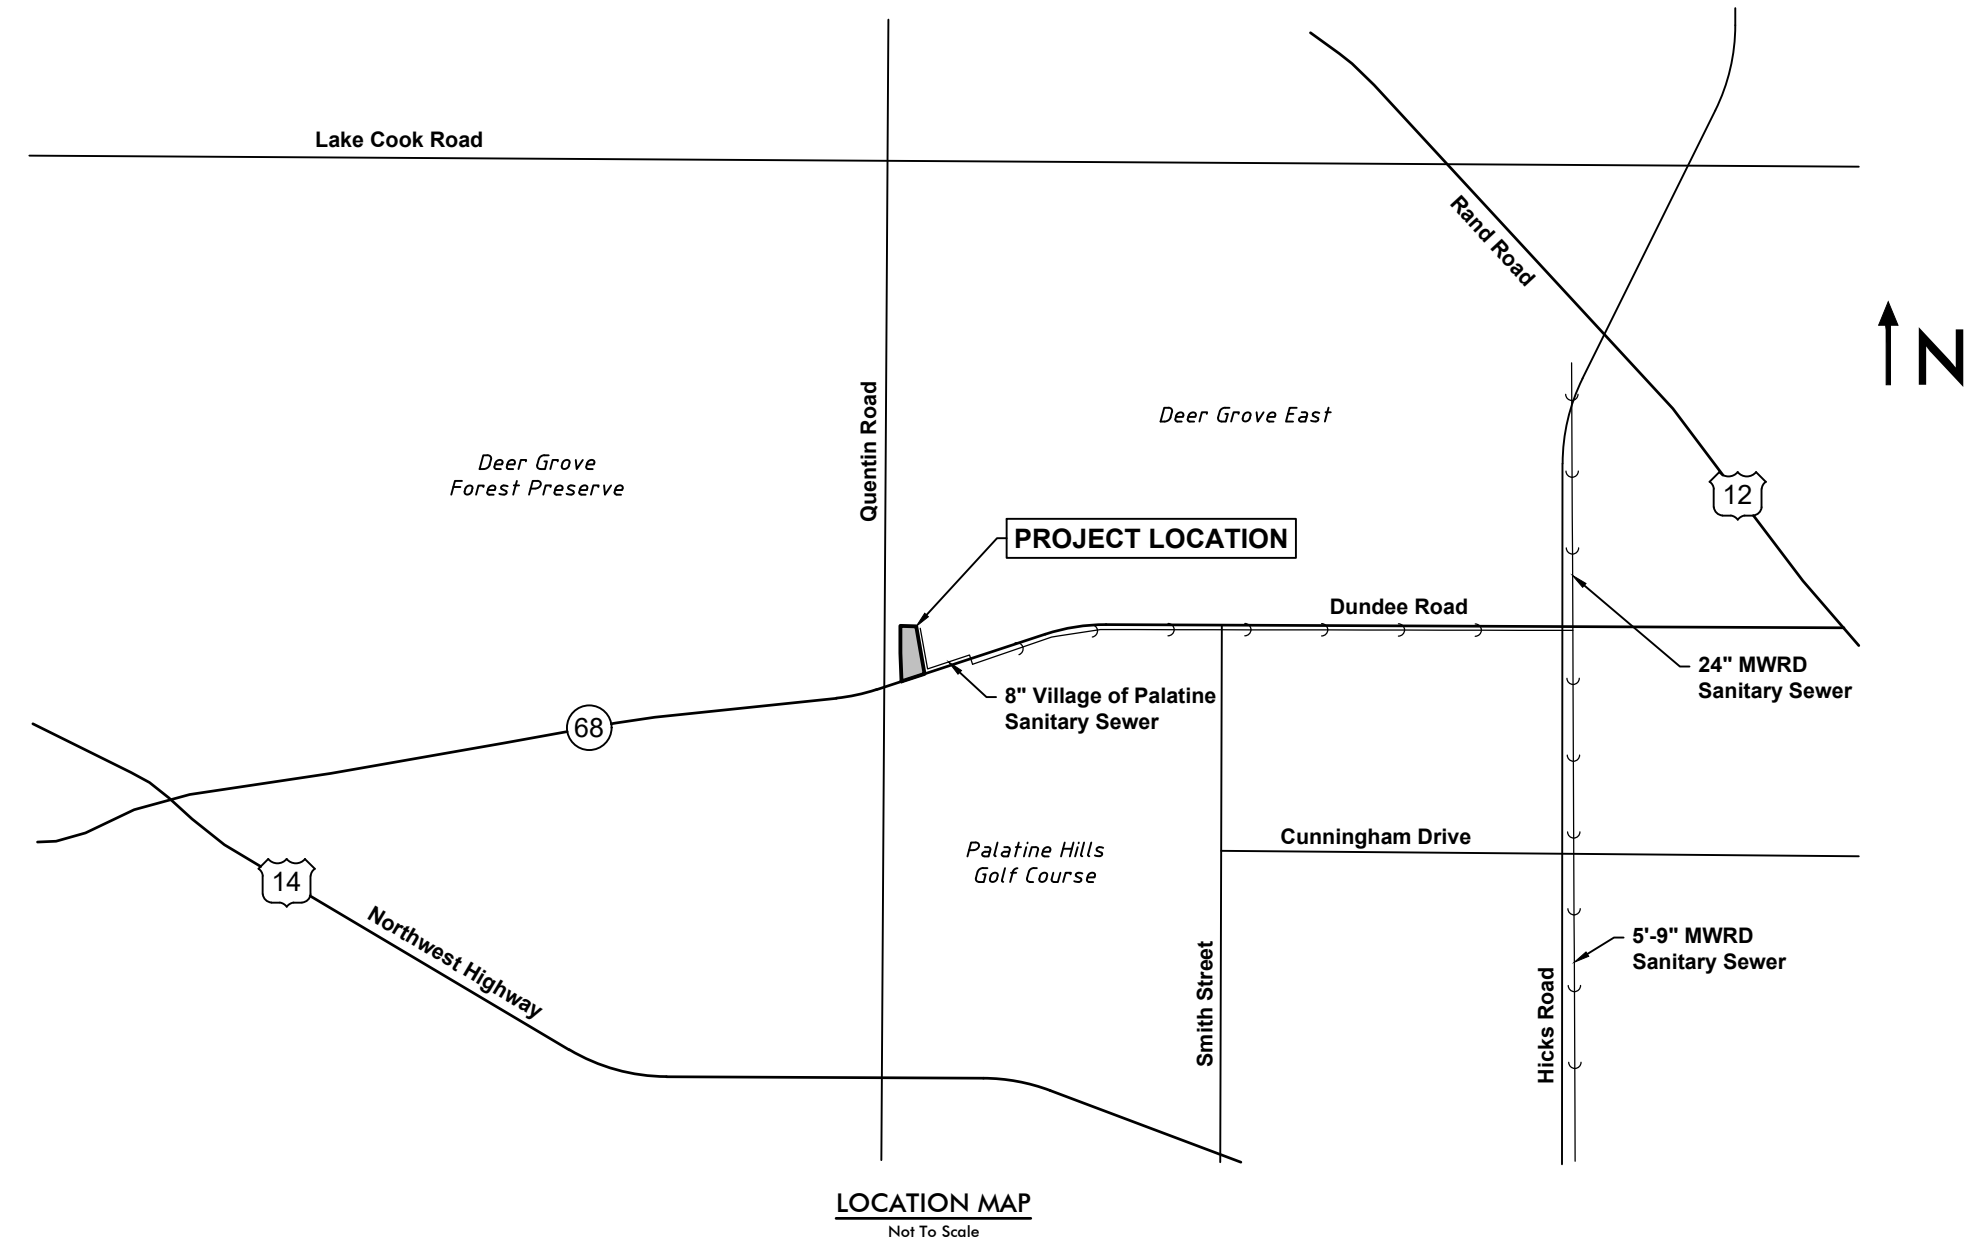 Lake Cook Road
Rand Road
N
Quentin Road
Deer Grove East
Deer Grove
Forest Preserve
12
PROJECT LOCATION
Dundee Road
24" MWRD
Sanitary Sewer
8" Village of Palatine
Sanitary Sewer
68
Cunningham Drive
Palatine Hills
Golf Course
14
Northwest Highway
Smith Street
Hicks Road
5'-9" MWRD
Sanitary Sewer
LOCATION MAP
Not To Scale